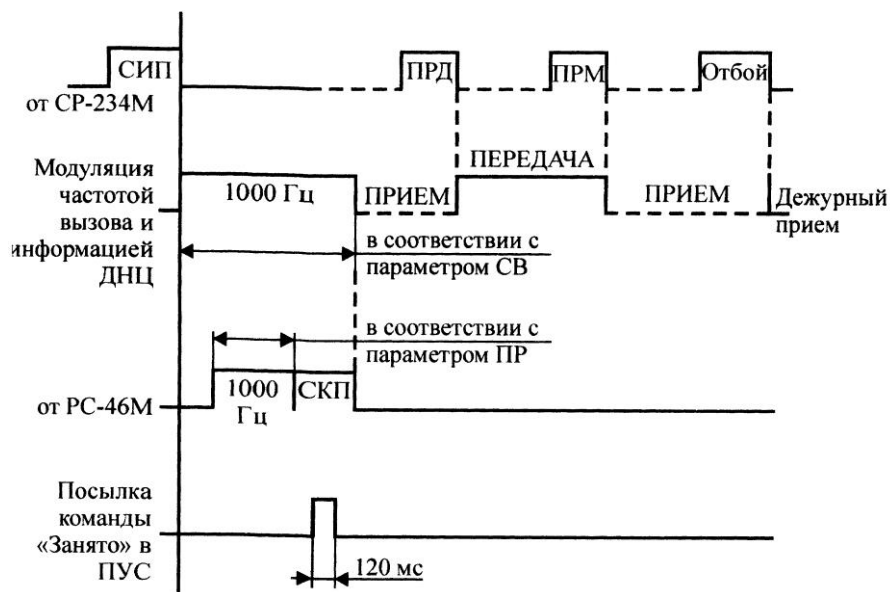 СИП
ПРД
ПРМ
Отбой
от СР-234М
Модуляция
частотой
вызова и
информацией
ДНЦ
1000 Гц
ПРИЕМ
ПЕРЕДАЧА
ПРИЕМ
Дежурный
прием
в соответствии с
параметром СВ
в соответствии с
параметром ПР
1000
Гц
СКП
от РС-46М
Посылка
команды
«Занято» в
ПУС
120 мс